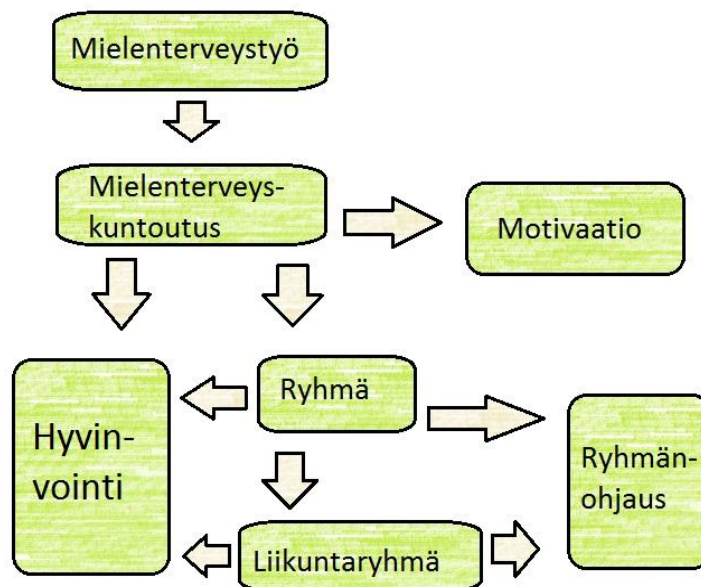 Mielenterveystyö
Mielenterveys-
kuntoutus
Motivaatio
Hyvin-
vointi
Ryhmä
Ryhmän-
ohjaus
Liikuntaryhmä